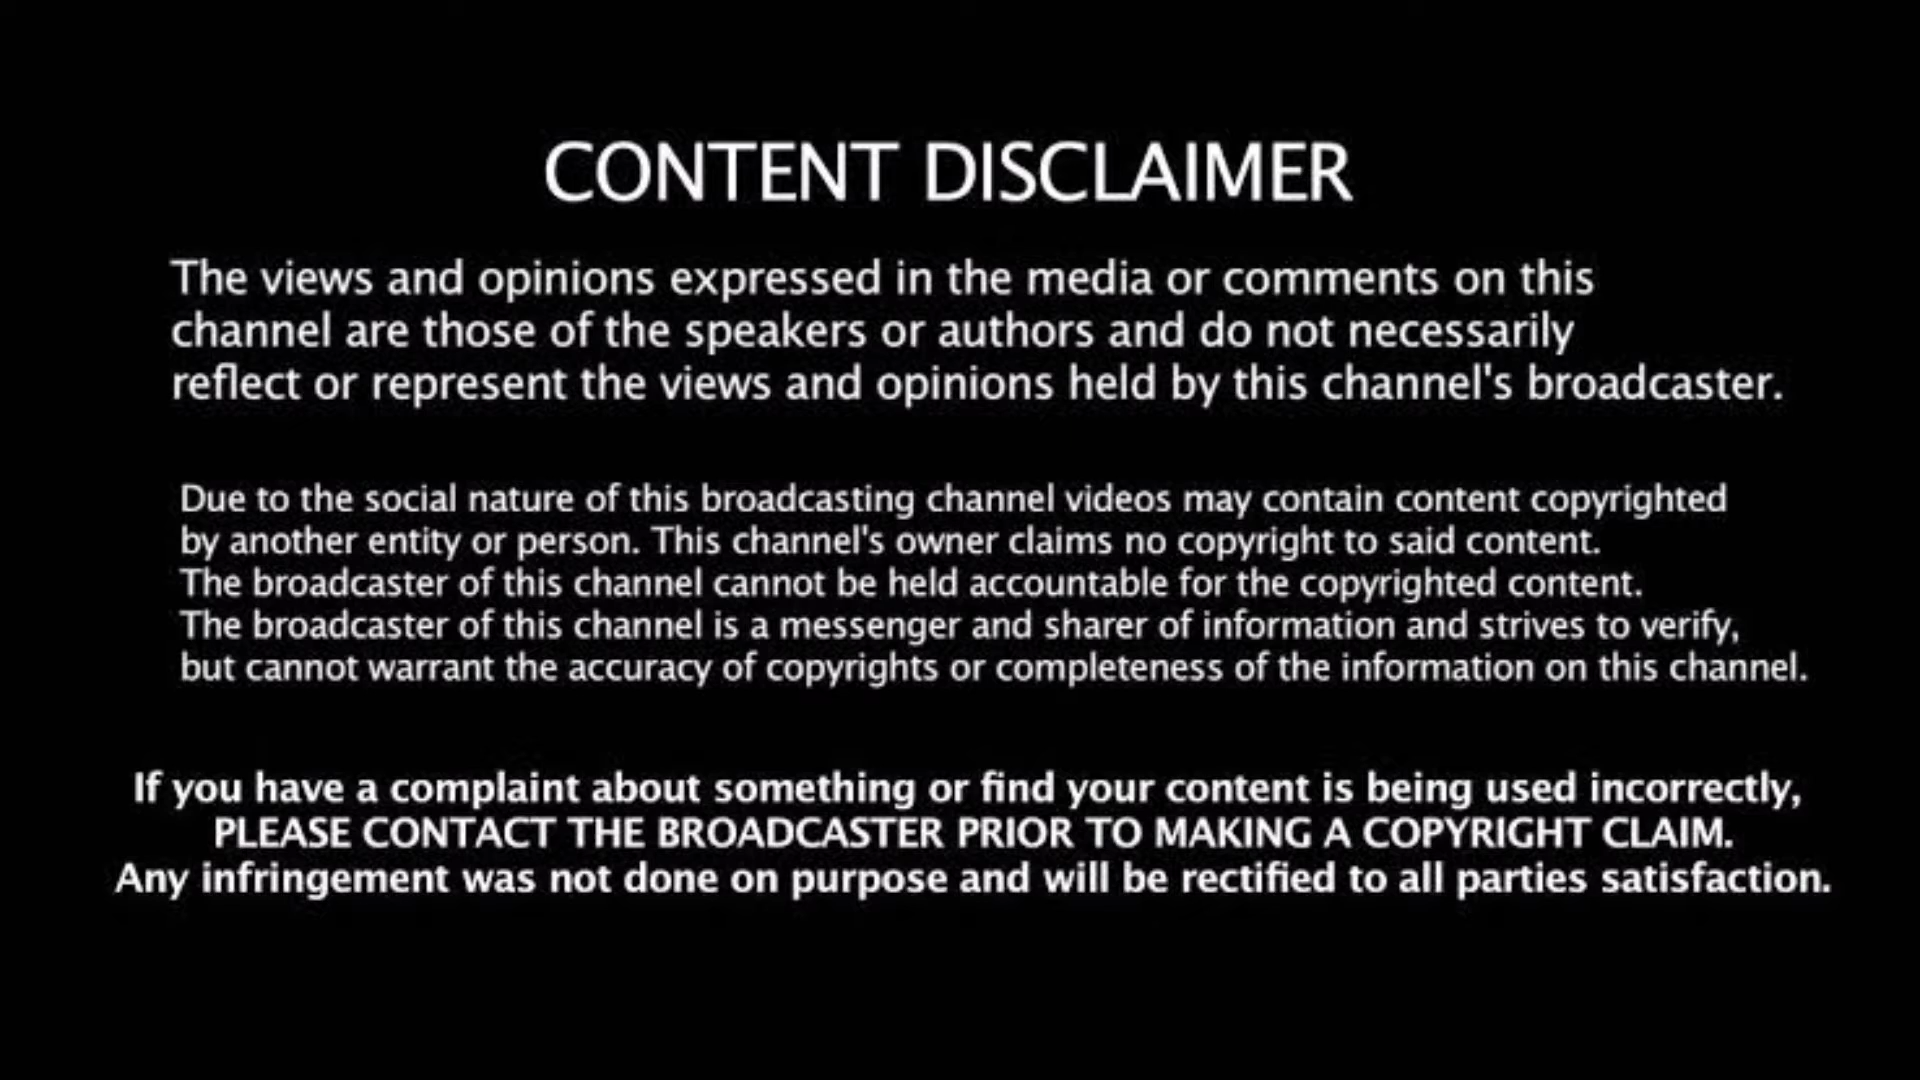 CONTENT DISCLAIMER
The views and opinions expressed in the media or comments on this
channel are those of the speakers or authors and do not necessarily
reflect or represent the views and opinions held by this channel's broadcaster.
Due to the social nature of this broadcasting channel videos may contain content copyrighted
by another entity or person. This channel's owner claims no copyright to said content.
The broadcaster of this channel cannot be held accountable for the copyrighted content.
The broadcaster of this channel is a messenger and sharer of information and strives to verify,
but cannot warrant the accuracy of copyrights or completeness of the information on this channel.
If you have a complaint about something or find your content is being used incorrectly,
PLEASE CONTACT THE BROADCASTER PRIOR TO MAKING A COPYRIGHT CLAIM.
Any infringement was not done on purpose and will be rectified to all parties satisfaction.